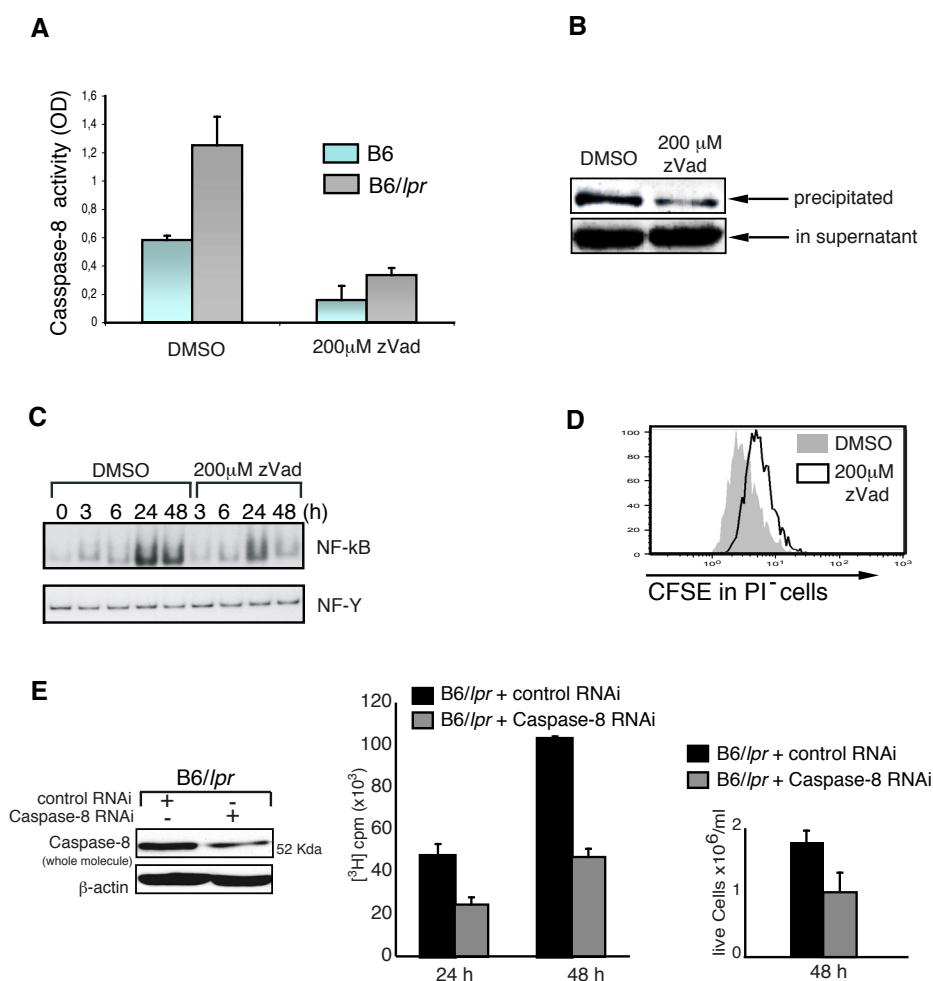 A
Casspase-8 activity (OD)
1,6
1,4
1,2
1
0,8
0,6
0,4
0,2
0
B6
B6/lpr
DMSO
200μM zVad
B
DMSO
200 μM
zVad
precipitated
in supernatant
C
DMSO
200μM zVad
0 3 6 24 48 3 6 24 48 (h)
NF-kB
NF-Y
D
100
80
60
40
20
0
10⁰ 10¹ 10² 10³
DMSO
200μM
zVad
CFSE in PI⁻ cells
E
B6/lpr
control RNAi + -
Caspase-8 RNAi - +
Caspase-8
(whole molecule)
52 Kda
β-actin
B6/lpr + control RNAi
B6/lpr + Caspase-8 RNAi
[³H] cpm (x10³)
120
100
80
60
40
20
0
24 h
48 h
B6/lpr + control RNAi
B6/lpr + Caspase-8 RNAi
live Cells x10⁶/ml
2
1
0
48 h